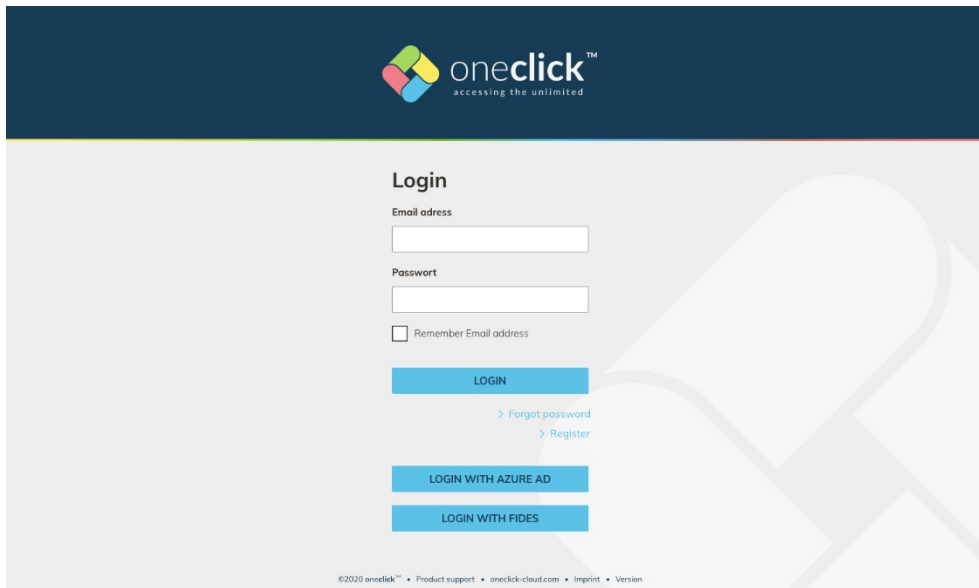 oneclick™
accessing the unlimited
Login
Email adress
Passwort
Remember Email address
LOGIN
> Forgot password
> Register
LOGIN WITH AZURE AD
LOGIN WITH FIDES
©2020 oneclick™ • Product support • oneclick-cloud.com • Imprint • Version